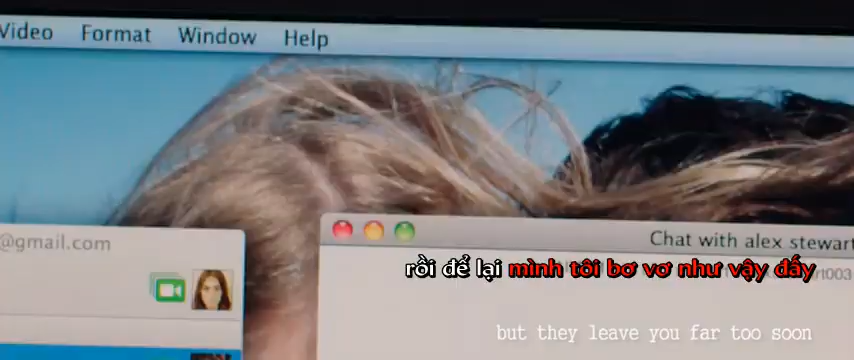 Video Format Window Help
@gmail.com
Chat with alex stewart
rồi để lại mình tôi bơ vơ như vậy đấy
but they leave you far too soon